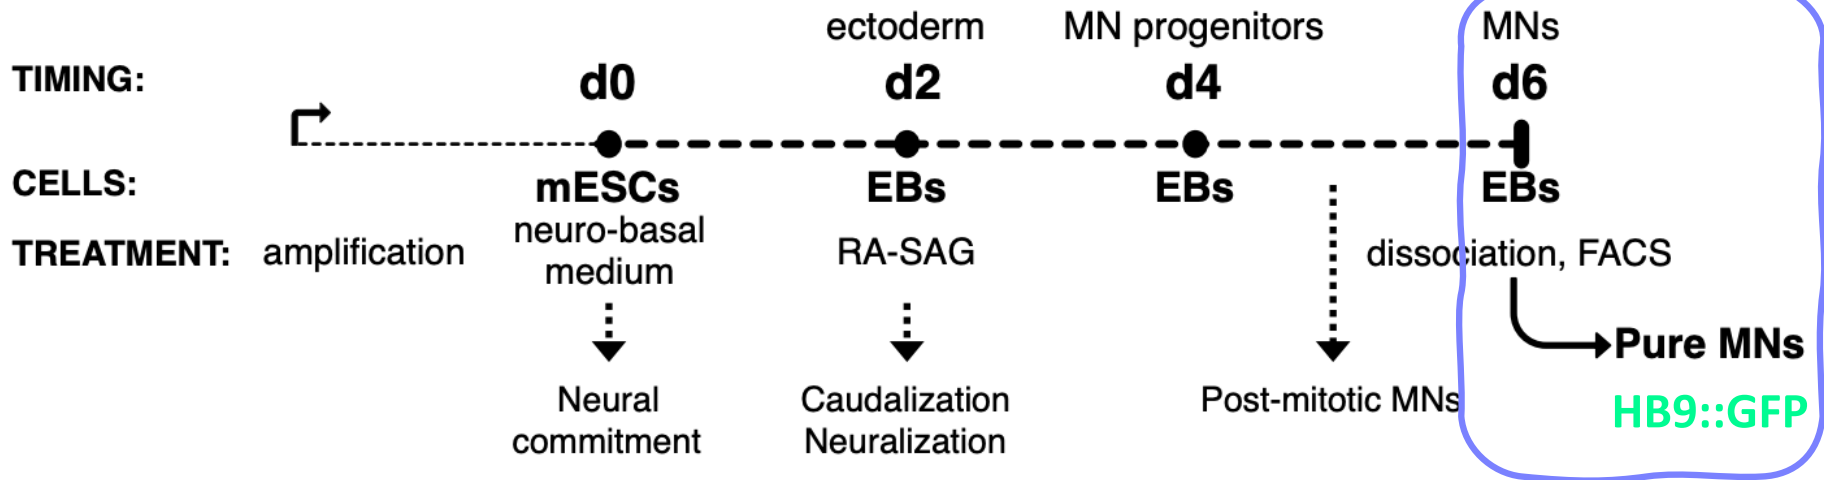 ectoderm MN progenitors MNs
TIMING: d0 d2 d4 d6
CELLS: mESCs EBs EBs EBs
TREATMENT: amplification neuro-basal RA-SAG dissociation, FACS
medium
Pure MNs
Neural Caudalization Post-mitotic MNs HB9::GFP
commitment Neuralization